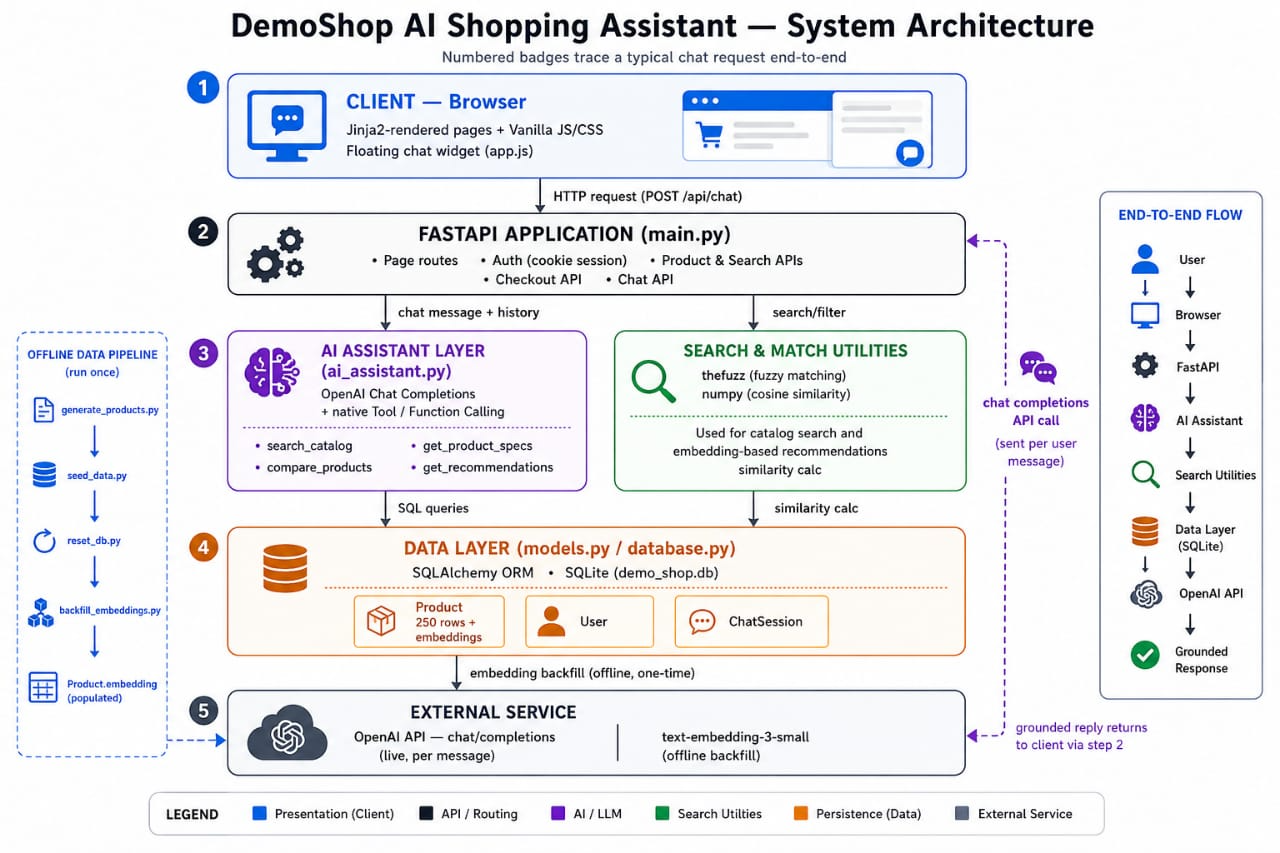 DemoShop AI Shopping Assistant — System Architecture
Numbered badges trace a typical chat request end-to-end
1
CLIENT — Browser
Jinja2-rendered pages + Vanilla JS/CSS
Floating chat widget (app.js)
HTTP request (POST /api/chat)
2
FASTAPI APPLICATION (main.py)
• Page routes • Auth (cookie session) • Product & Search APIs
• Checkout API • Chat API
chat message + history
search/filter
3
AI ASSISTANT LAYER
(ai_assistant.py)
OpenAI Chat Completions
+ native Tool / Function Calling
• search_catalog • get_product_specs
• compare_products • get_recommendations
SEARCH & MATCH UTILITIES
thefuzz (fuzzy matching)
numpy (cosine similarity)
Used for catalog search and
embedding-based recommendations
similarity calc
SQL queries
similarity calc
4
DATA LAYER (models.py / database.py)
SQLAlchemy ORM • SQLite (demo_shop.db)
Product
250 rows +
embeddings
User
ChatSession
embedding backfill (offline, one-time)
5
EXTERNAL SERVICE
OpenAI API — chat/completions
(live, per message)
text-embedding-3-small
(offline backfill)
OFFLINE DATA PIPELINE
(run once)
generate_products.py
seed_data.py
reset_db.py
backfill_embeddings.py
Product.embedding
(populated)
chat completions
API call
(sent per user
message)
grounded reply returns
to client via step 2
END-TO-END FLOW
User
Browser
FastAPI
AI Assistant
Search Utilities
Data Layer
(SQLite)
OpenAI API
Grounded
Response
LEGEND
Presentation (Client)
API / Routing
AI / LLM
Search Utilties
Persistence (Data)
External Service